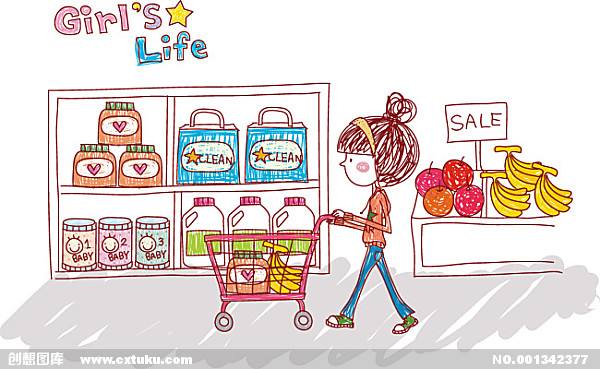 Girl's
Life
CLEAN
CLEAN
SALE
1
BABY
2
BABY
3
BABY
创想图库 www.cxtuku.com
NO.001342377